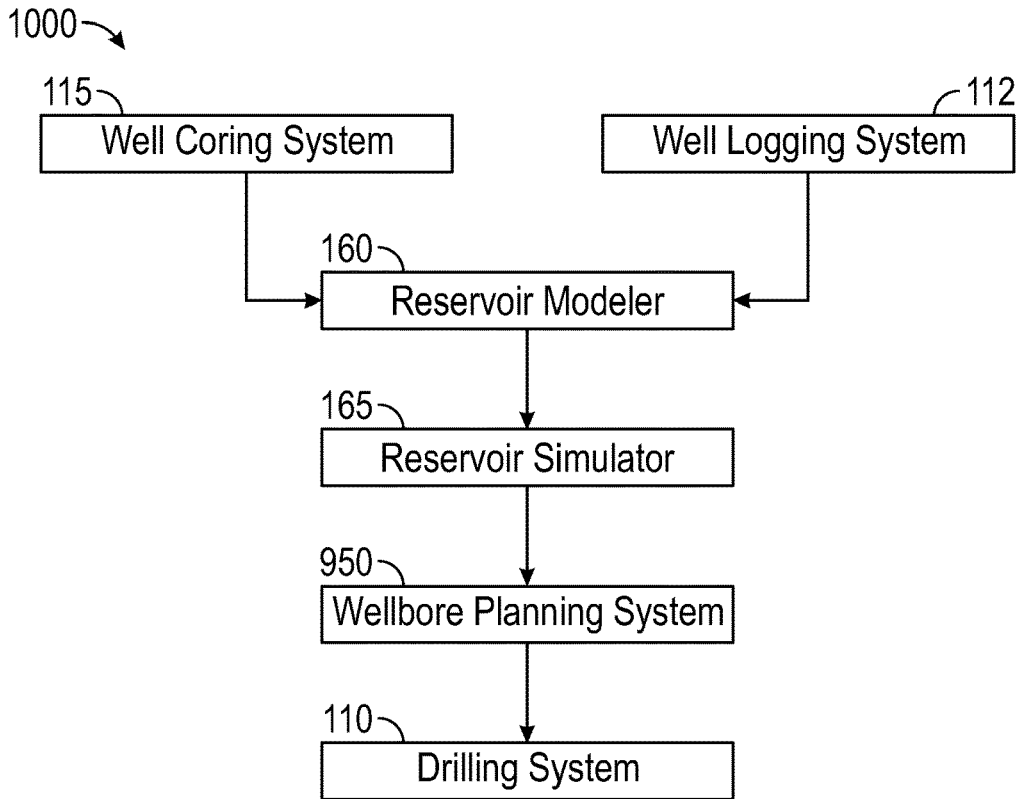 1000
115
112
Well Coring System
Well Logging System
160
Reservoir Modeler
165
Reservoir Simulator
950
Wellbore Planning System
110
Drilling System